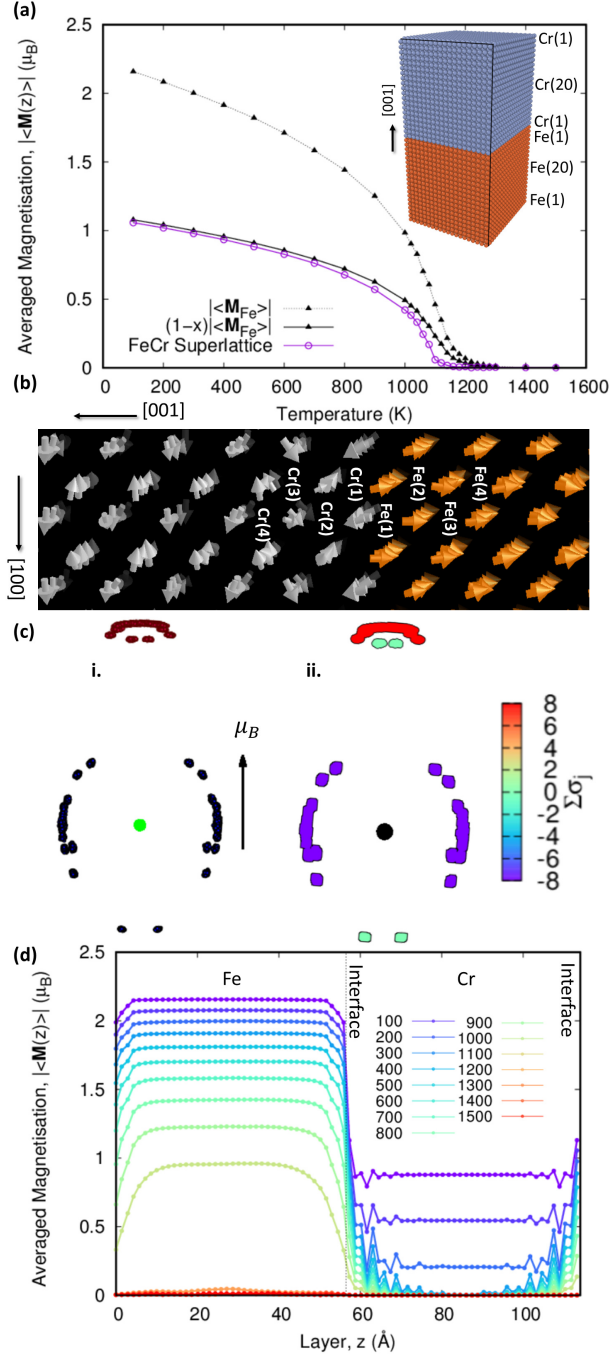 (a)
2.5
2
1.5
1
0.5
0
Averaged Magnetisation, |<M(z)>| (μB)
0 200 400 600 800 1000 1200 1400 1600
Temperature (K)
|<MFe>|
(1−x)|<MFe>|
FeCr Superlattice
[001]
Cr(1)
Cr(20)
Cr(1)
Fe(1)
Fe(20)
Fe(1)
(b)
[001]
[100]
Cr(4)
Cr(3)
Cr(2)
Cr(1)
Fe(1)
Fe(2)
Fe(3)
Fe(4)
(c)
i.
ii.
μB
8
6
4
2
0
-2
-4
-6
-8
Σσj
(d)
2.5
2
1.5
1
0.5
0
Averaged Magnetisation, |<M(z)>| (μB)
Fe
Interface
Cr
Interface
100
200
300
400
500
600
700
800
900
1000
1100
1200
1300
1400
1500
0 20 40 60 80 100
Layer, z (Å)